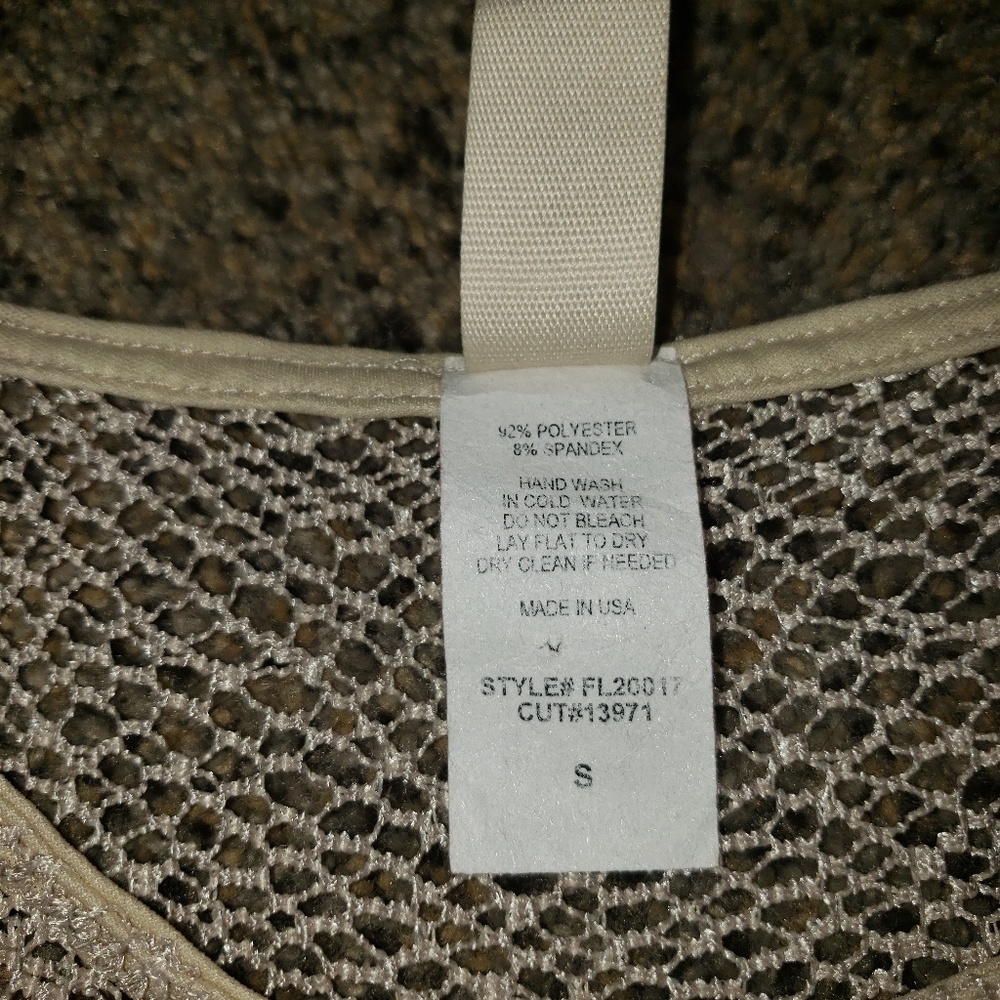 92% POLYESTER
8% SPANDEX
HAND WASH
IN COLD WATER
DO NOT BLEACH
LAY FLAT TO DRY
DRY CLEAN IF NEEDED
MADE IN USA
STYLE# FL20017
CUT#13971
S